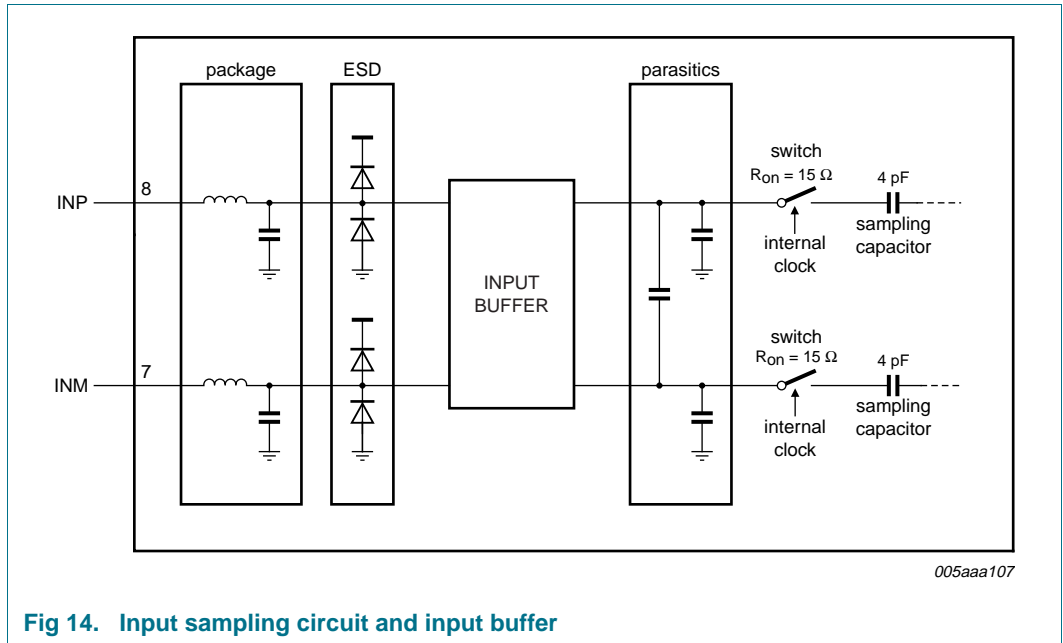 package
ESD
parasitics
switch
Ron = 15 Ω
4 pF
INP
8
internal
clock
sampling
capacitor
INPUT
BUFFER
switch
Ron = 15 Ω
4 pF
INM
7
internal
clock
sampling
capacitor
005aaa107
Fig 14. Input sampling circuit and input buffer